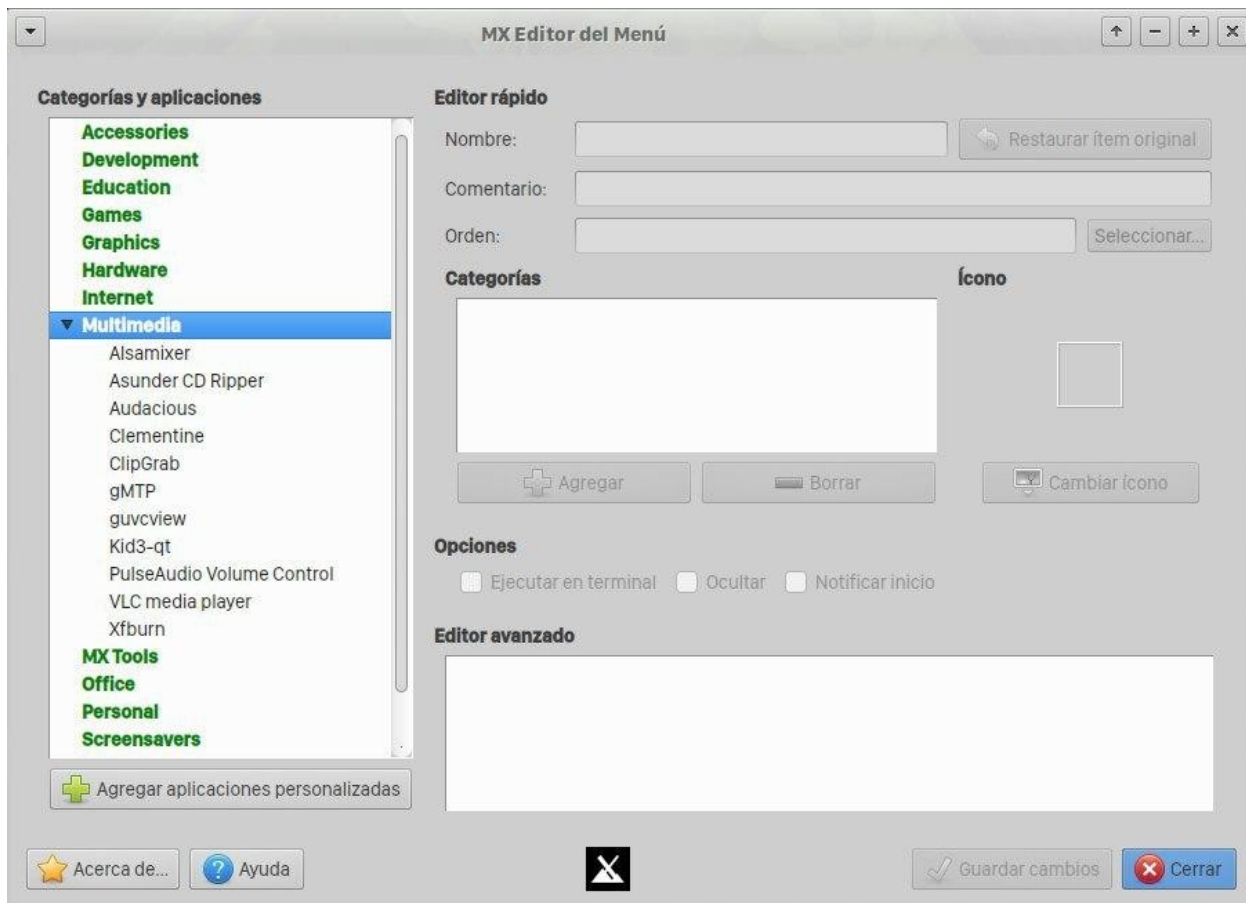 MX Editor del Menú
Categorías y aplicaciones
Accessories
Development
Education
Games
Graphics
Hardware
Internet
Multimedia
Alsamixer
Asunder CD Ripper
Audacious
Clementine
ClipGrab
gMTP
guvcview
Kid3-qt
PulseAudio Volume Control
VLC media player
Xfburn
MX Tools
Office
Personal
Screensavers
Agregar aplicaciones personalizadas
Editor rápido
Nombre:
Restaurar ítem original
Comentario:
Orden:
Seleccionar...
Categorías
Ícono
Agregar
Borrar
Cambiar ícono
Opciones
Ejecutar en terminal
Ocultar
Notificar inicio
Editor avanzado
Acerca de...
Ayuda
Guardar cambios
Cerrar